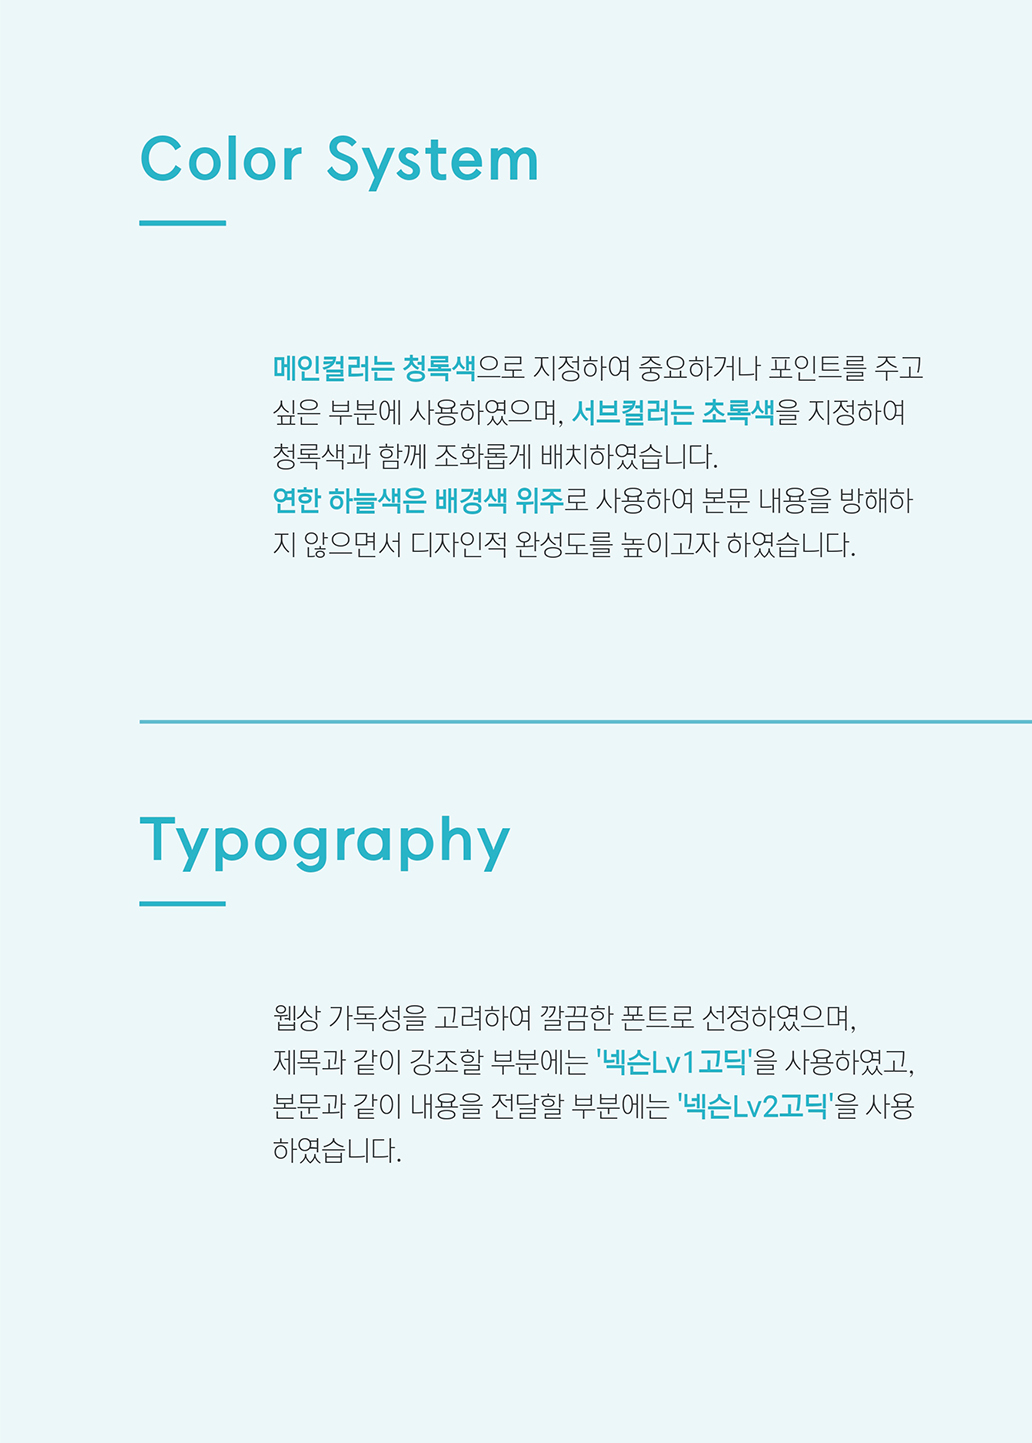 Color System
메인컬러는 청록색으로 지정하여 중요하거나 포인트를 주고
싶은 부분에 사용하였으며, 서브컬러는 초록색을 지정하여
청록색과 함께 조화롭게 배치하였습니다.
연한 하늘색은 배경색 위주로 사용하여 본문 내용을 방해하
지 않으면서 디자인적 완성도를 높이고자 하였습니다.
Typography
웹상 가독성을 고려하여 깔끔한 폰트로 선정하였으며,
제목과 같이 강조할 부분에는 '넥슨Lv1고딕'을 사용하였고,
본문과 같이 내용을 전달할 부분에는 '넥슨Lv2고딕'을 사용
하였습니다.